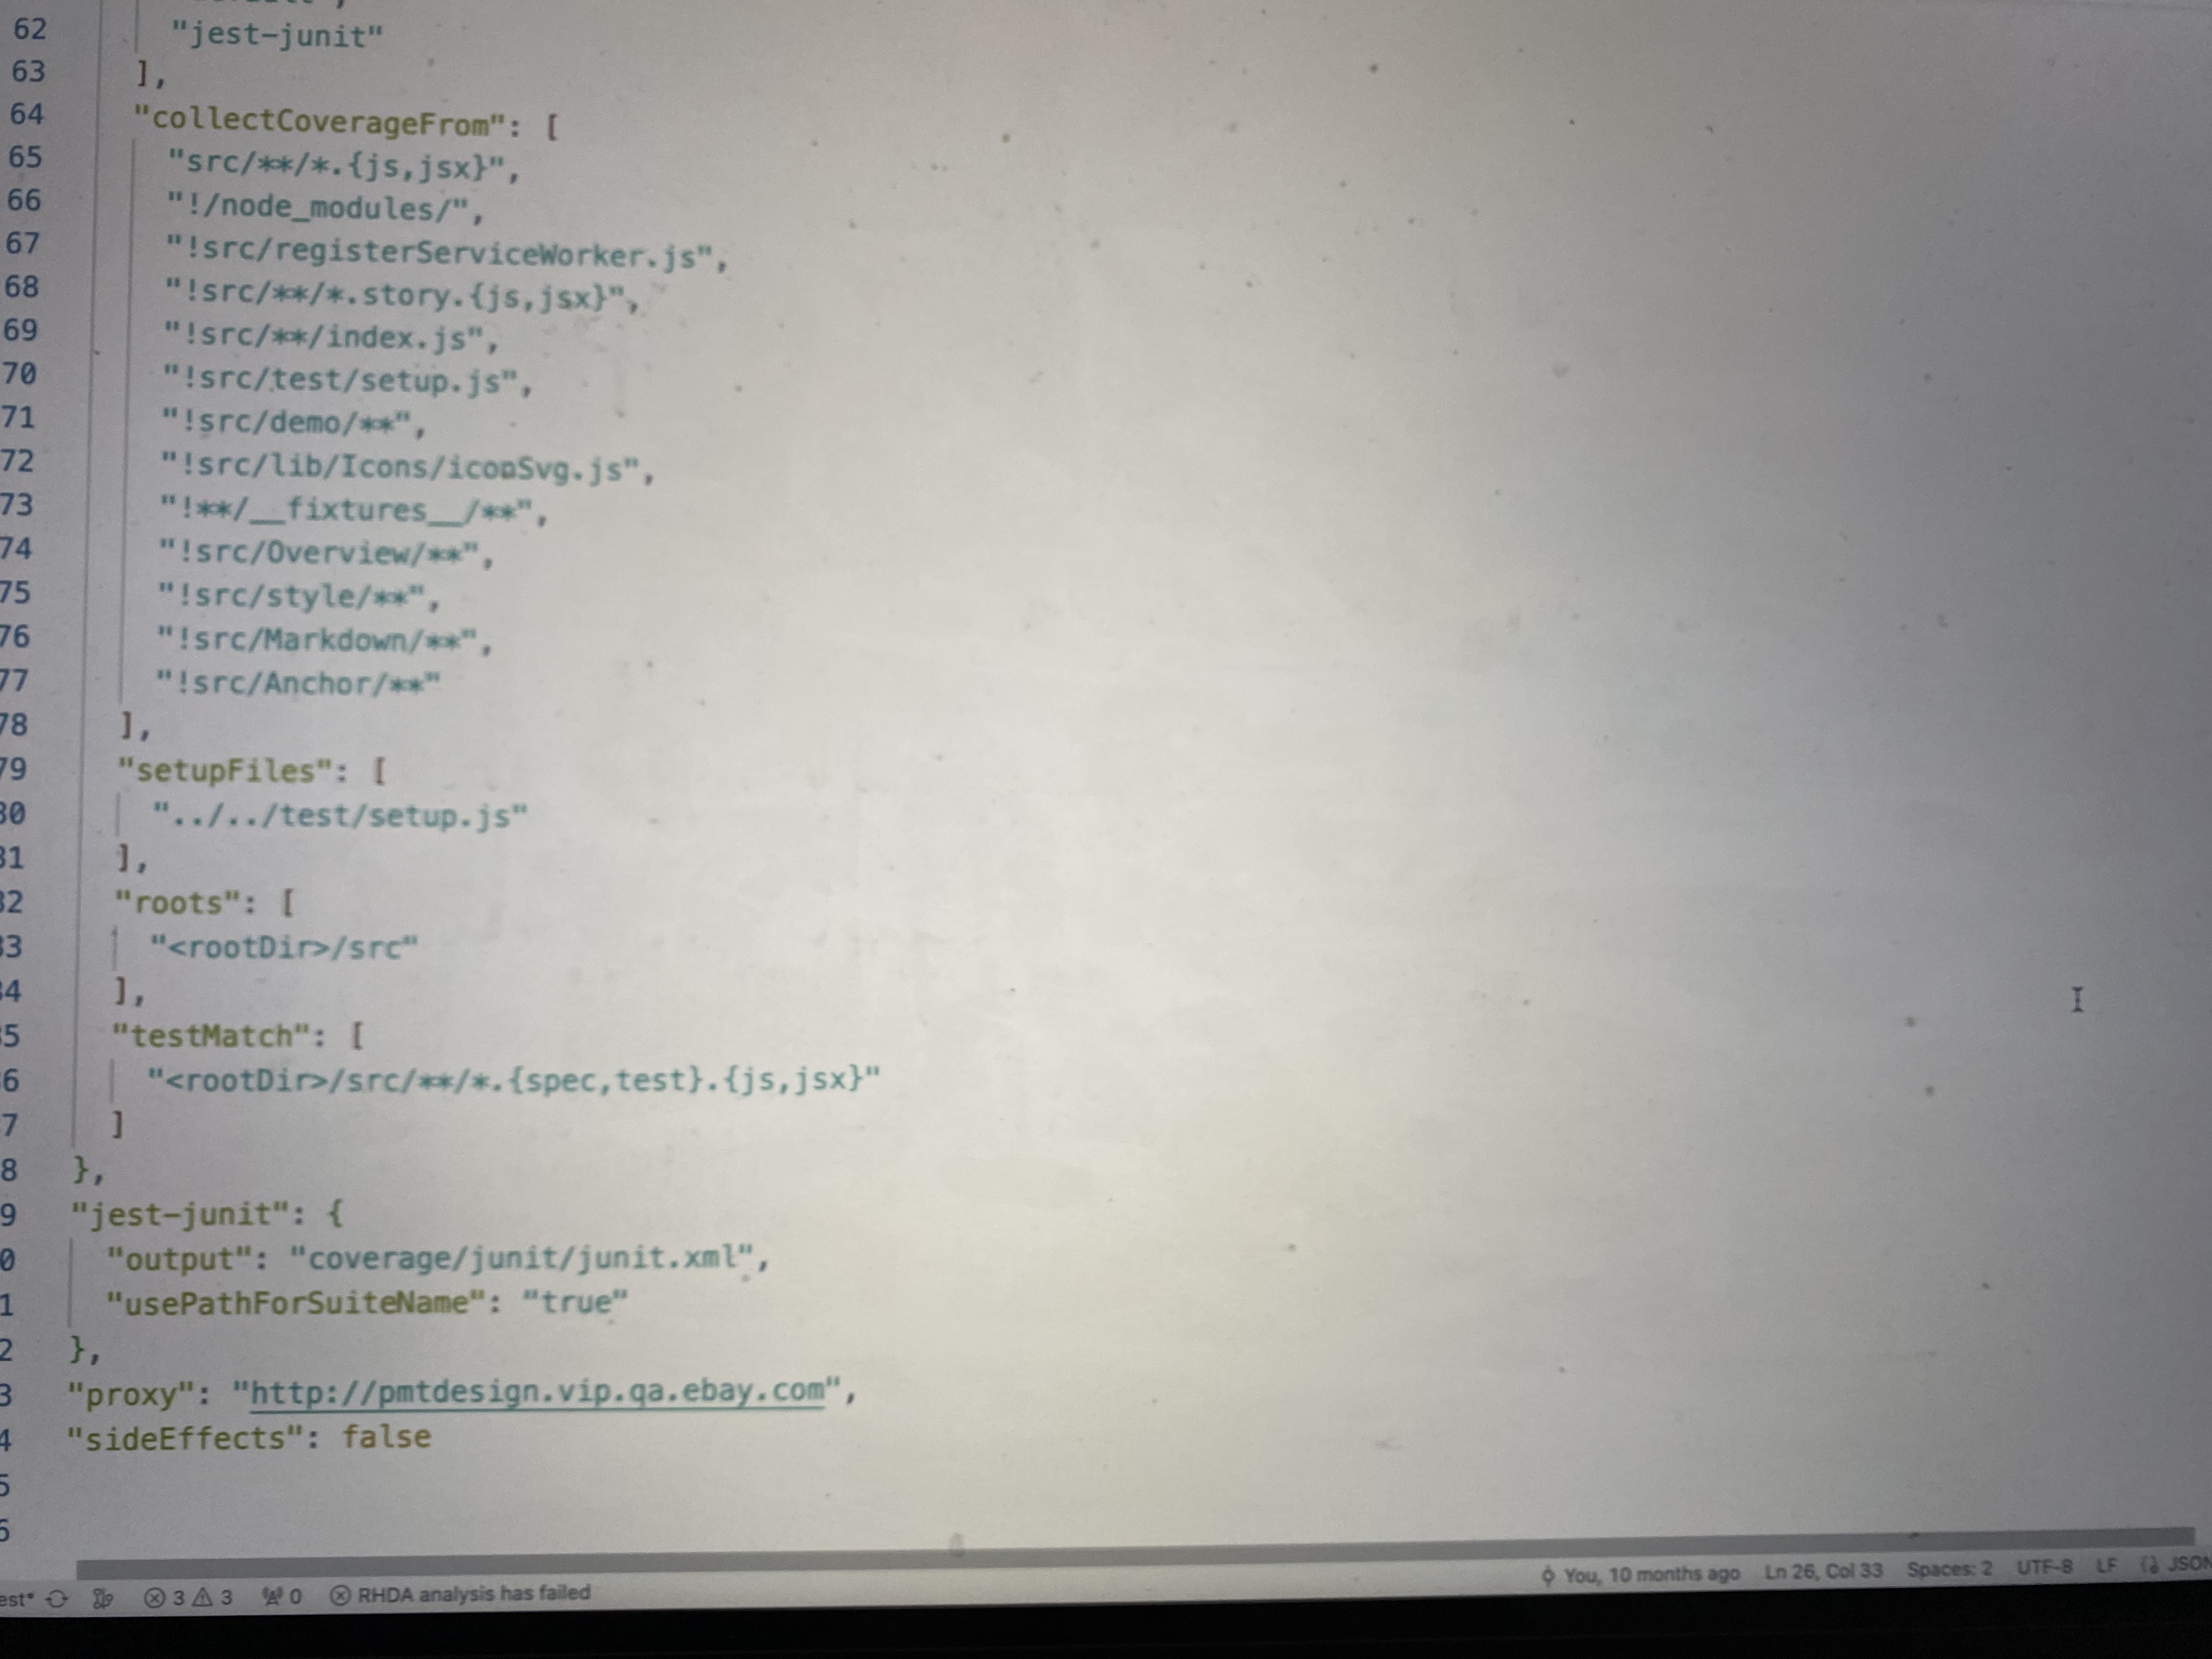 62 "jest-junit"
63 ],
64 "collectCoverageFrom": [
65 "src/**/*.{js,jsx}",
66 "!/node_modules/",
67 "!src/registerServiceWorker.js",
68 "!src/**/*.story.{js,jsx}",
69 "!src/**/index.js",
70 "!src/test/setup.js",
71 "!src/demo/**",
72 "!src/lib/Icons/iconSvg.js",
73 "!**/__fixtures__/**",
74 "!src/Overview/**",
75 "!src/style/**",
76 "!src/Markdown/**",
77 "!src/Anchor/**"
78 ],
79 "setupFiles": [
80 "../../test/setup.js"
81 ],
82 "roots": [
83 "<rootDir>/src"
84 ],
5 "testMatch": [
6 "<rootDir>/src/**/*.{spec,test}.{js,jsx}"
7 ]
8 },
9 "jest-junit": {
0 "output": "coverage/junit/junit.xml",
1 "usePathForSuiteName": "true"
2 },
3 "proxy": "http://pmtdesign.vip.qa.ebay.com",
4 "sideEffects": false
5
6
est* 3 3 0 RHDA analysis has failed You, 10 months ago Ln 26, Col 33 Spaces: 2 UTF-8 LF {} JSON